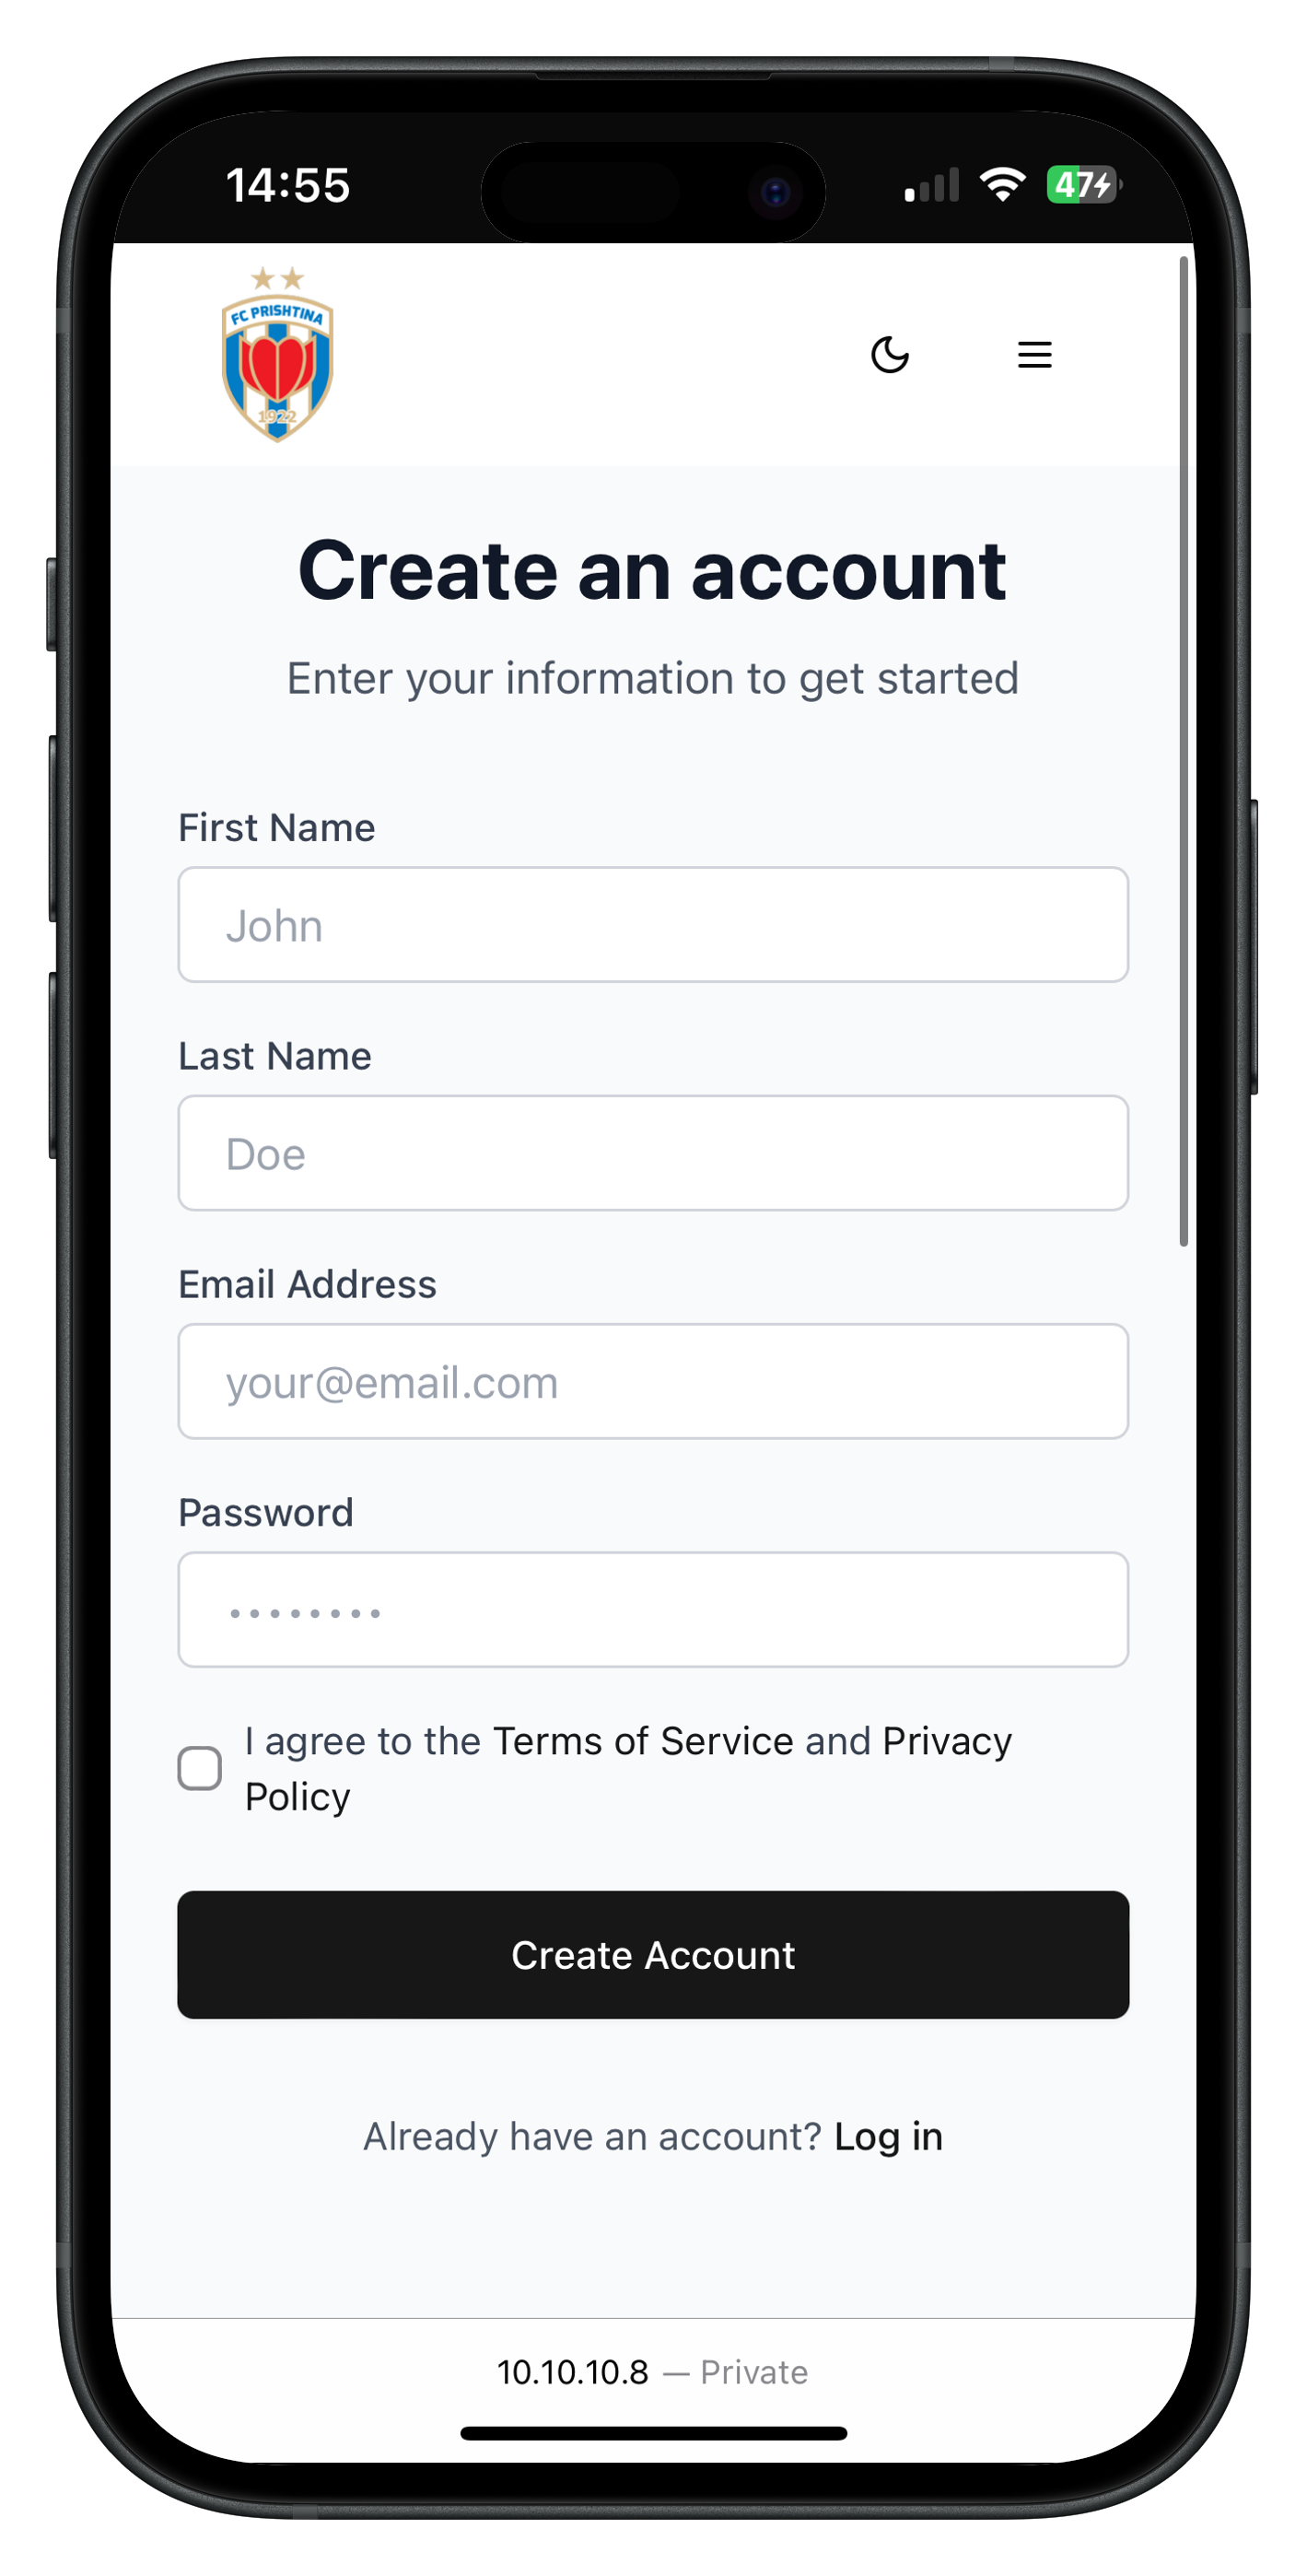 14:55
47
FC PRISHTINA
1922
Create an account
Enter your information to get started
First Name
John
Last Name
Doe
Email Address
your@email.com
Password
••••••••
I agree to the Terms of Service and Privacy
Policy
Create Account
Already have an account? Log in
10.10.10.8 — Private